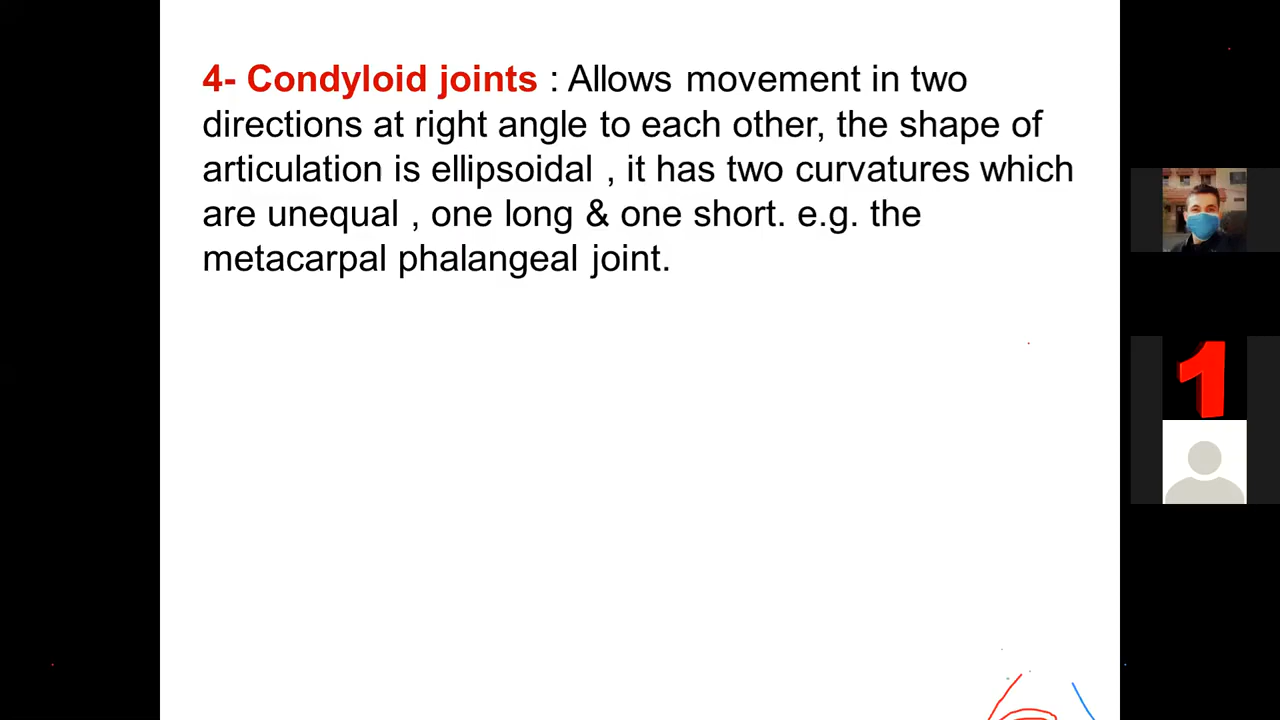 4- Condyloid joints : Allows movement in two
directions at right angle to each other, the shape of
articulation is ellipsoidal , it has two curvatures which
are unequal , one long & one short. e.g. the
metacarpal phalangeal joint.
1